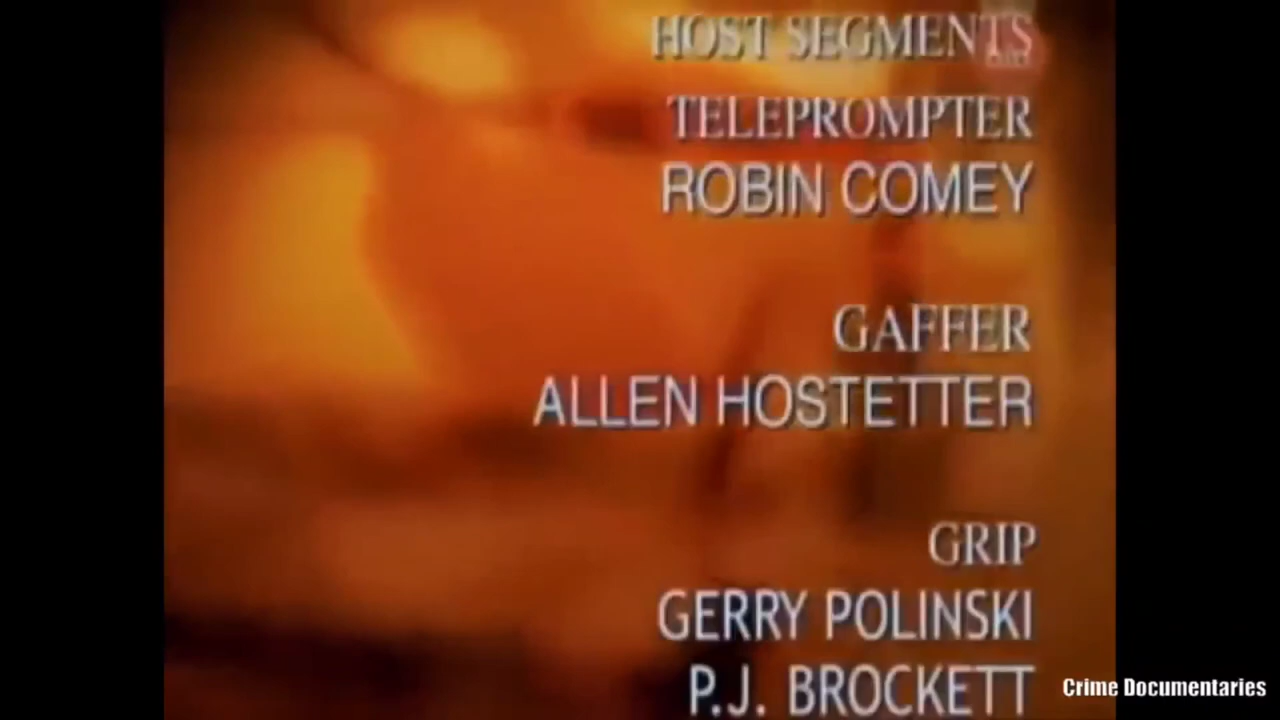 HOST SEGMENTS
TELEPROMPTER
ROBIN COMEY
GAFFER
ALLEN HOSTETTER
GRIP
GERRY POLINSKI
P.J. BROCKETT
Crime Documentaries